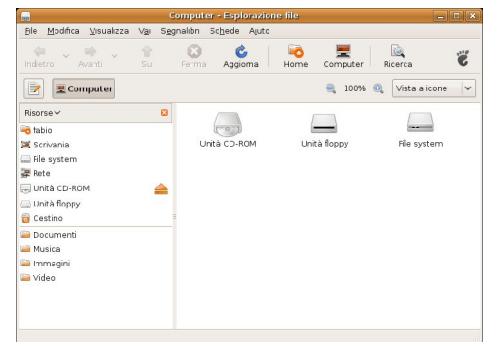 Computer - Esplorazione file
File Modifica Visualizza Vai Segnalibri Schede Aiuto
Indietro Avanti Su Ferma Aggiorna Home Computer Ricerca
Computer 100% Vista a icone
Risorse
fabio
Scrivania
File system
Rete
Unità CD-ROM
Unità floppy
Cestino
Documenti
Musica
Immagini
Video
Unità CD-ROM Unità floppy File system